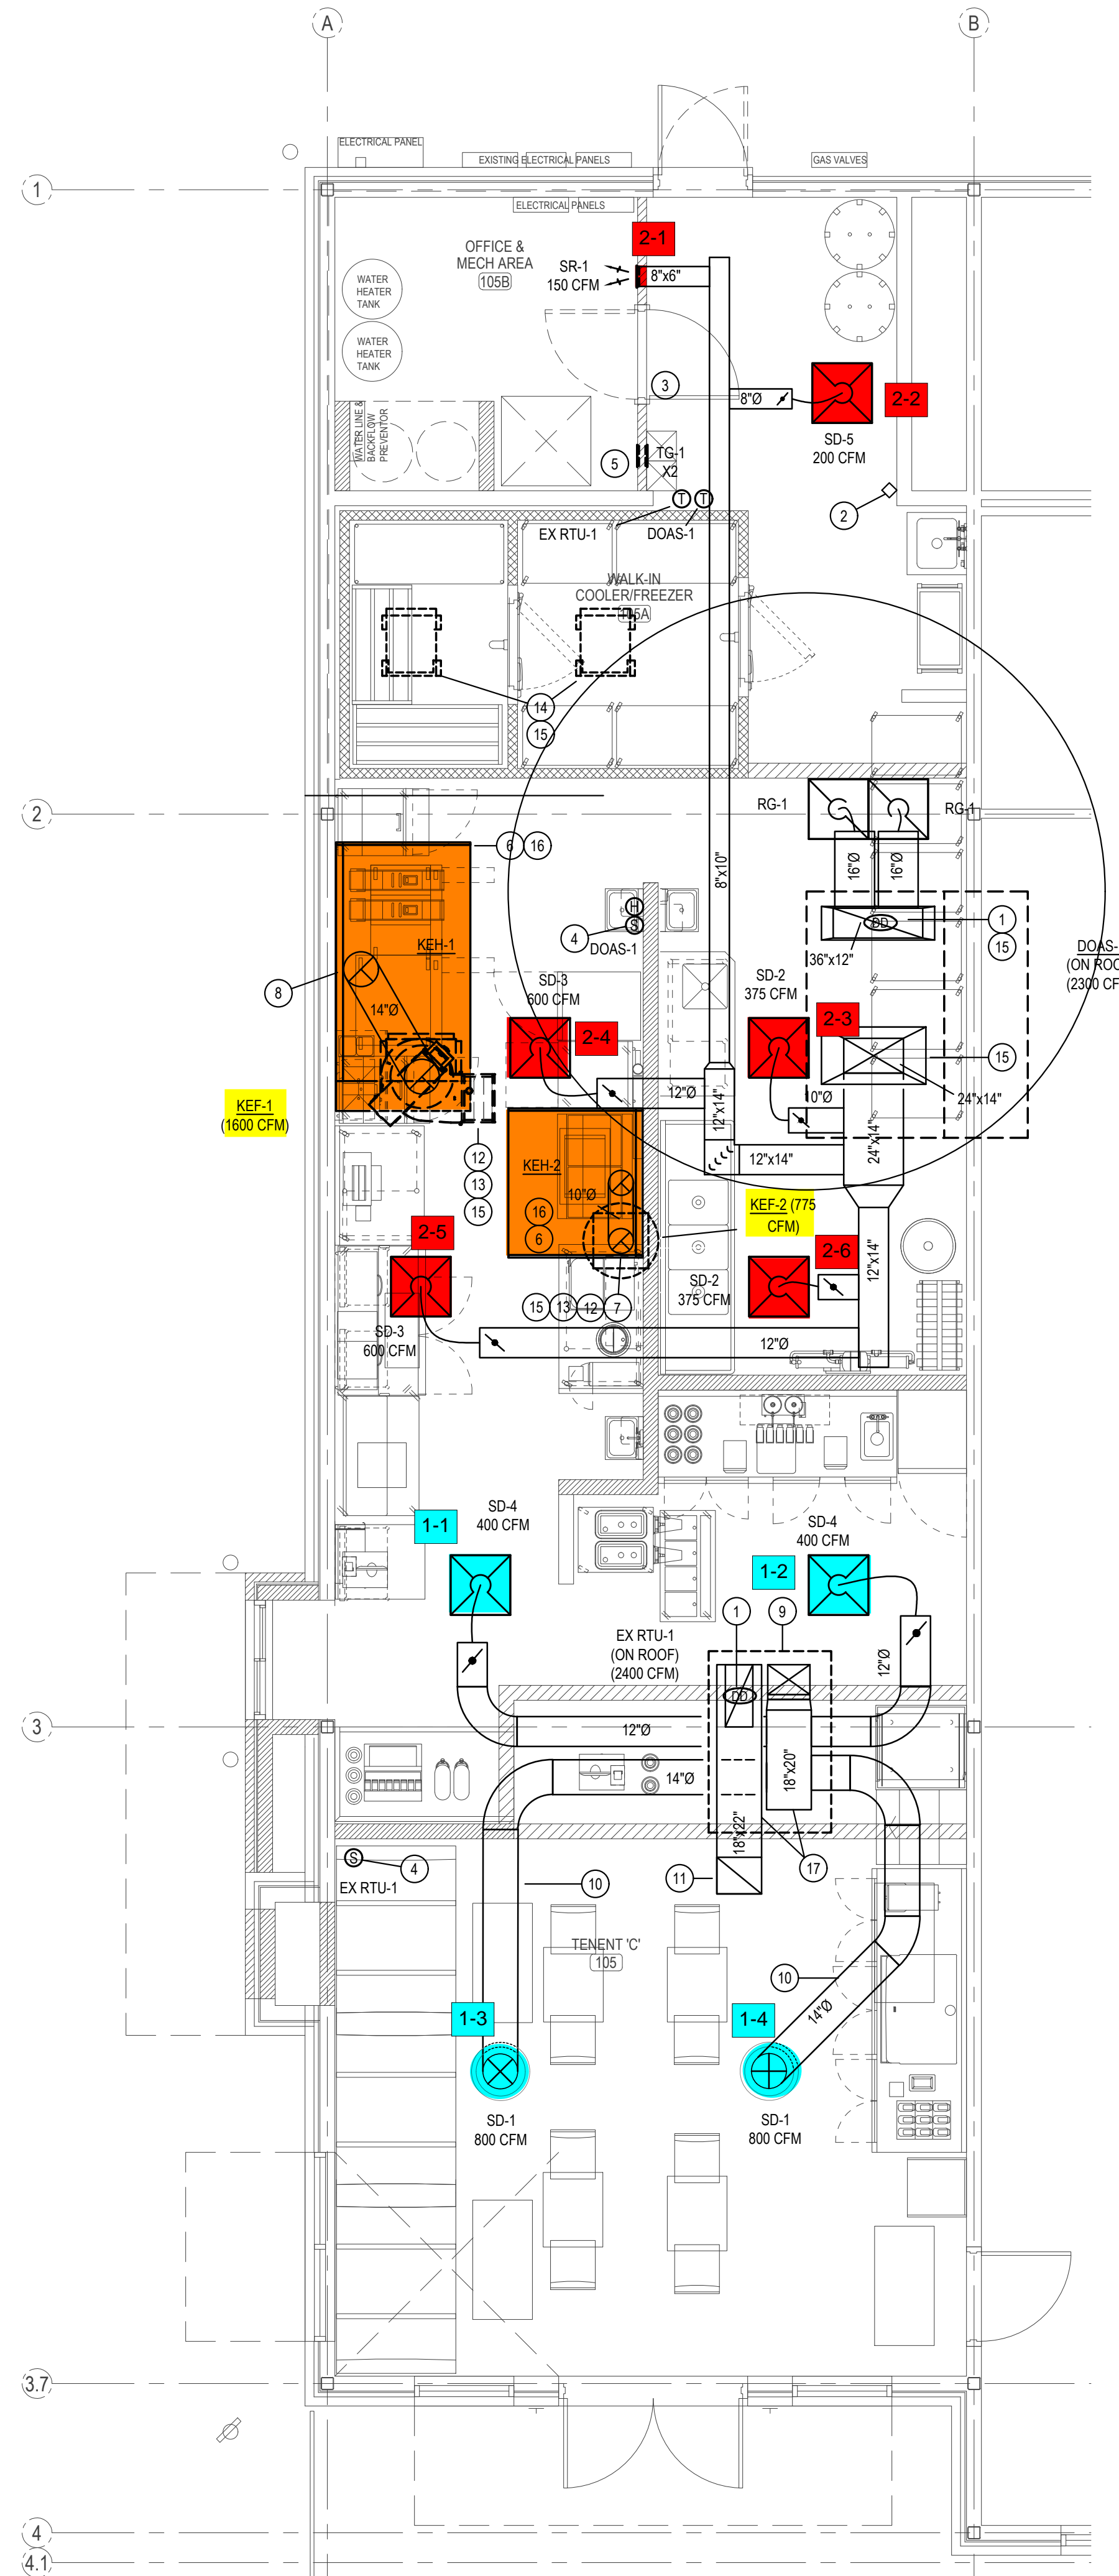 A
B
ELECTRICAL PANEL
EXISTING ELECTRICAL PANELS
GAS VALVES
1
ELECTRICAL PANELS
2-1
OFFICE &
MECH AREA
105B
SR-1
150 CFM
8"x6"
WATER
HEATER
TANK
WATER
HEATER
TANK
3
8"Ø
2-2
SD-5
200 CFM
WATER LINE &
BACKFLOW
PREVENTOR
5
TG-1
X2
T
T
2
EX RTU-1
DOAS-1
WALK-IN
COOLER/FREEZER
105A
14
15
2
RG-1
RG-1
6
16
8"x10"
16"Ø
16"Ø
H
S
4
DOAS-1
KEH-1
DD
1
15
36"x12"
DOAS-
(ON ROO
(2300 CF
8
14"Ø
SD-3
600 CFM
2-4
SD-2
375 CFM
2-3
15
24"x14"
12"Ø
10"Ø
KEF-1
(1600 CFM)
12"x14"
24"x14"
12
13
15
KEH-2
10"Ø
12"x14"
16
6
KEF-2 (775
CFM)
2-5
2-6
12"x14"
SD-2
375 CFM
15
13
12
7
SD-3
600 CFM
12"Ø
SD-4
400 CFM
1-1
SD-4
400 CFM
1-2
EX RTU-1
(ON ROOF)
(2400 CFM)
1
9
DD
12"Ø
3
12"Ø
14"Ø
18"x20"
18"x22"
S
4
EX RTU-1
10
11
17
TENENT 'C'
105
10
14"Ø
1-3
1-4
SD-1
800 CFM
SD-1
800 CFM
3.7
4
4.1